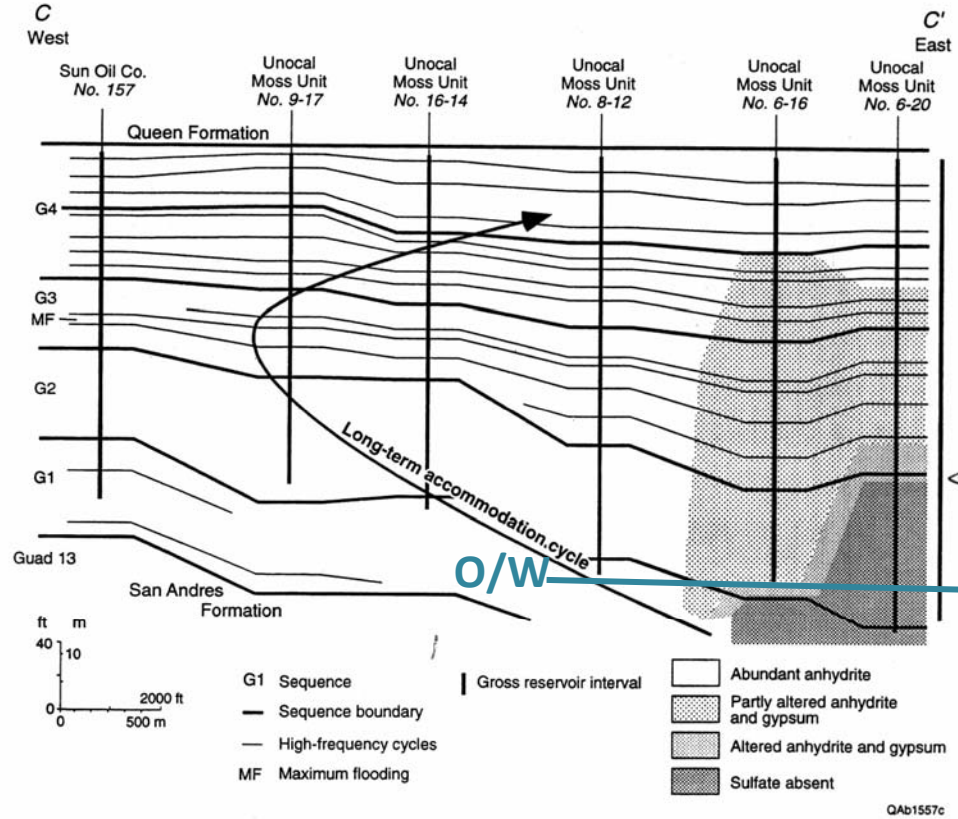 C
West
C'
East
Sun Oil Co.
No. 157
Unocal
Moss Unit
No. 9-17
Unocal
Moss Unit
No. 16-14
Unocal
Moss Unit
No. 8-12
Unocal
Moss Unit
No. 6-16
Unocal
Moss Unit
No. 6-20
Queen Formation
G4
G3
MF
G2
G1
Guad 13
Long-term accommodation cycle
O/W
San Andres
Formation
ft m
40
10
0
2000 ft
0 500 m
G1 Sequence
Sequence boundary
High-frequency cycles
MF Maximum flooding
Gross reservoir interval
Abundant anhydrite
Partly altered anhydrite
and gypsum
Altered anhydrite and gypsum
Sulfate absent
QAb1557c